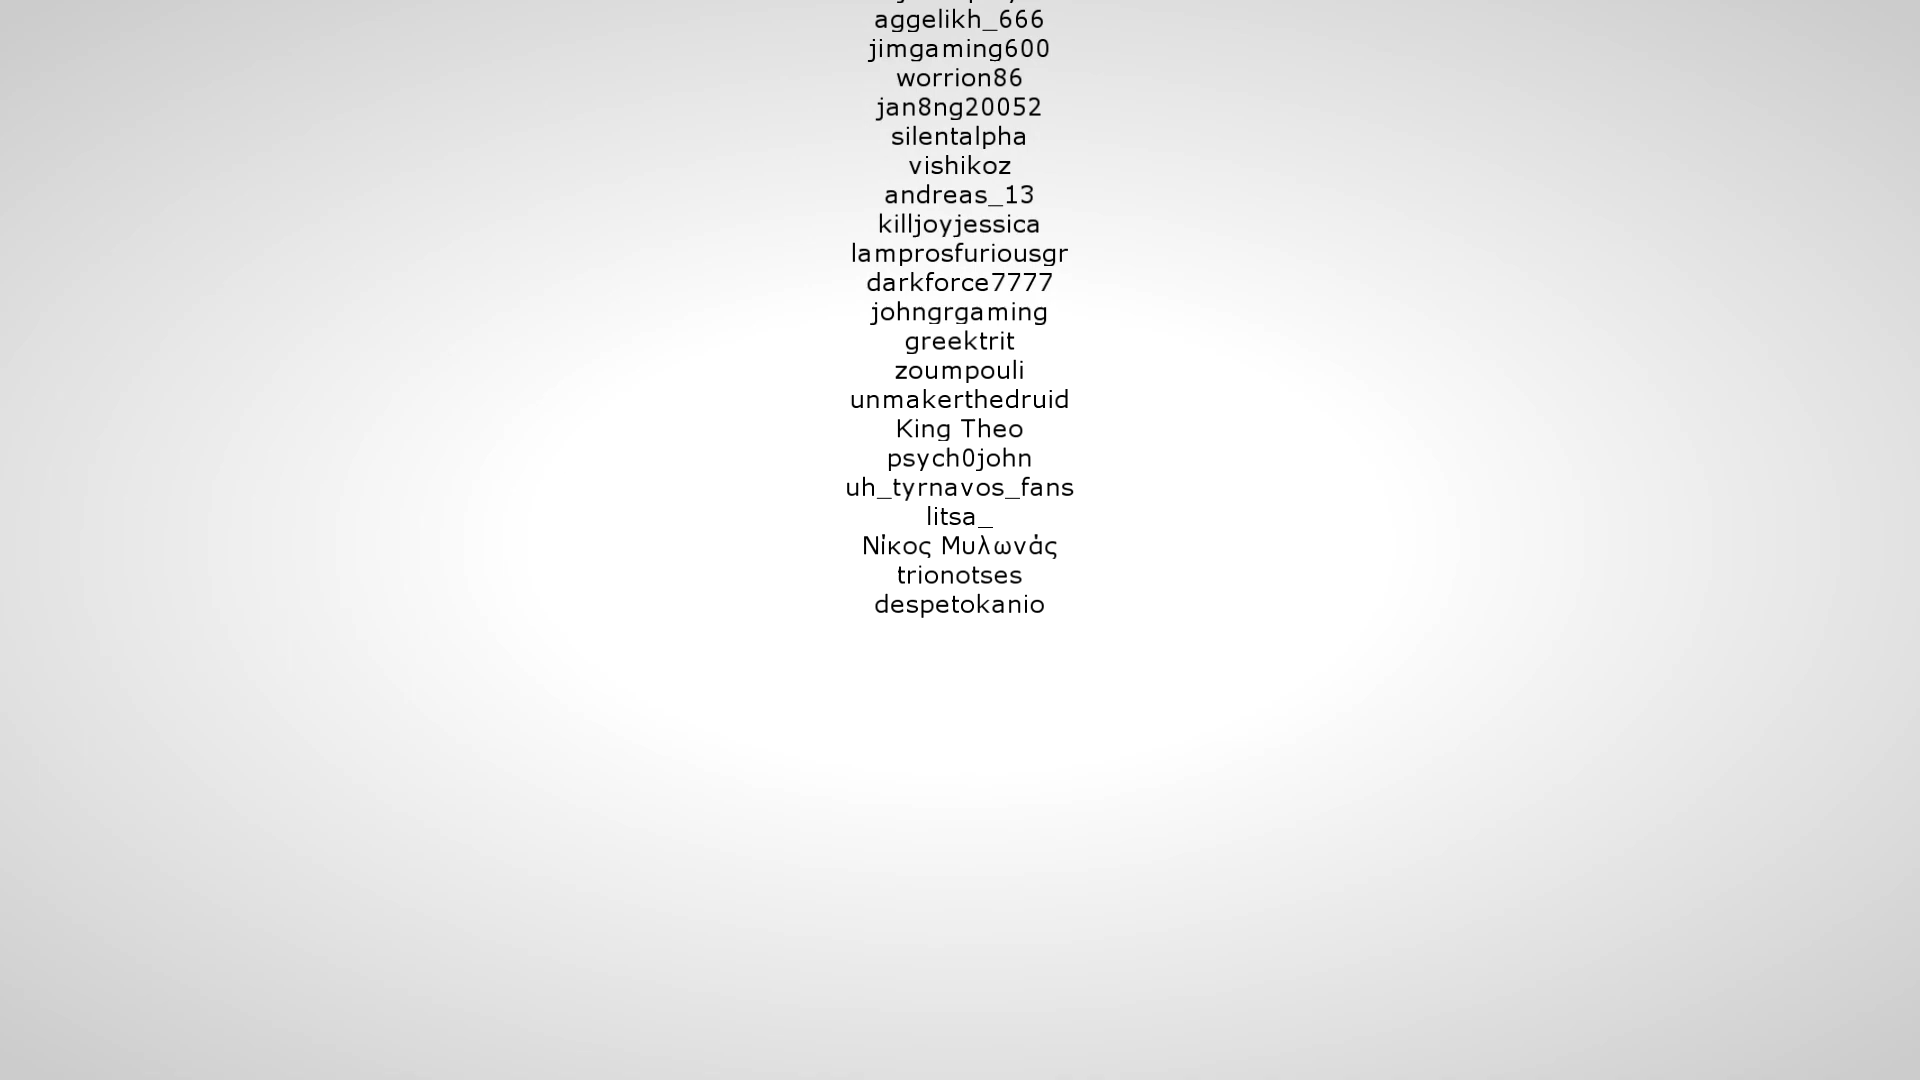 aggelikh_666
jimgaming600
worrion86
jan8ng20052
silentalpha
vishikoz
andreas_13
killjoyjessica
lamprosfuriousgr
darkforce7777
johngrgaming
greektrit
zoumpouli
unmakerthedruid
King Theo
psych0john
uh_tyrnavos_fans
litsa_
Νίκος Μυλωνάς
trionotses
despetokanio